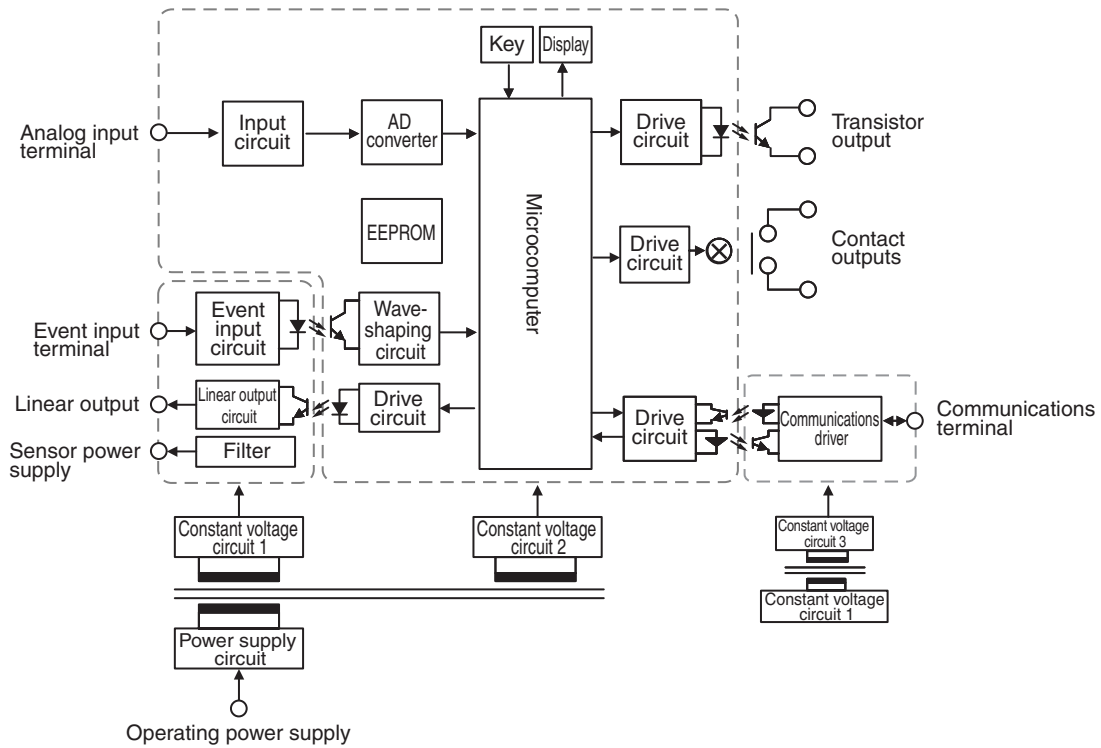 Key
Display
Analog input
terminal
Input
circuit
AD
converter
Microcomputer
Drive
circuit
Transistor
output
EEPROM
Drive
circuit
Contact
outputs
Event input
terminal
Event
input
circuit
Wave-
shaping
circuit
Linear output
Linear output
circuit
Drive
circuit
Drive
circuit
Communications
driver
Communications
terminal
Sensor power
supply
Filter
Constant voltage
circuit 1
Constant voltage
circuit 2
Constant voltage
circuit 3
Constant voltage
circuit 1
Power supply
circuit
Operating power supply